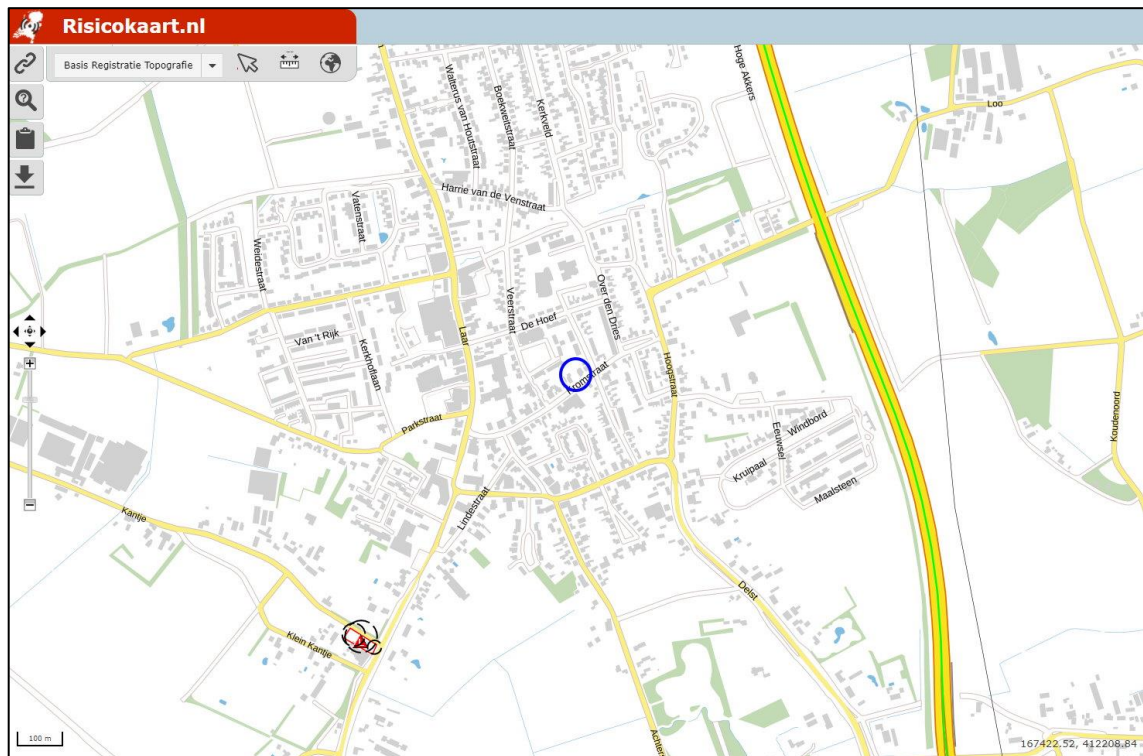 Risicokaart.nl
Basis Registratie Topografie
Hoge Akkers
Loo
Walterus van Houtstraat
Boekweitstraat
Kerkveld
Harrie van de Venstraat
Vatenstraat
Weidestraat
Veerstraat
De Hoef
Over den Dries
Laar
Van 't Rijk
Kerkhoflaan
Kromstraat
Hoogstraat
Parkstraat
Koudenoord
Windbord
Eeuwsel
Kruipaal
Maalsteen
Lindestraat
Kantje
Delst
Klein Kantje
Achter
100 m
167422.52, 412208.84